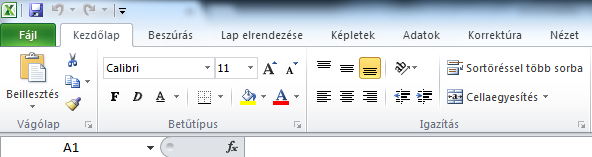 Fájl Kezdőlap Beszúrás Lap elrendezése Képletek Adatok Korrektúra Nézet
Calibri 11 A A Sortöréssel több sorba
Beillesztés F D A A Cellaegyesítés
Vágólap Betűtípus Igazítás
A1 fx